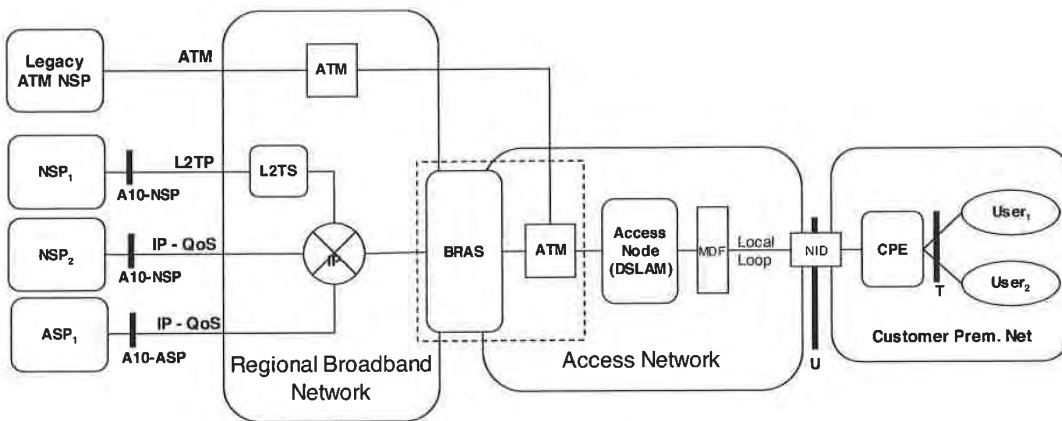 Legacy
ATM NSP
ATM
ATM
NSP₁
A10-NSP
L2TP
L2TS
NSP₂
A10-NSP
IP - QoS
IP
ASP₁
A10-ASP
IP - QoS
Regional Broadband
Network
BRAS
ATM
Access
Node
(DSLAM)
MDF
Local
Loop
Access Network
NID
U
CPE
T
User₁
User₂
Customer Prem. Net